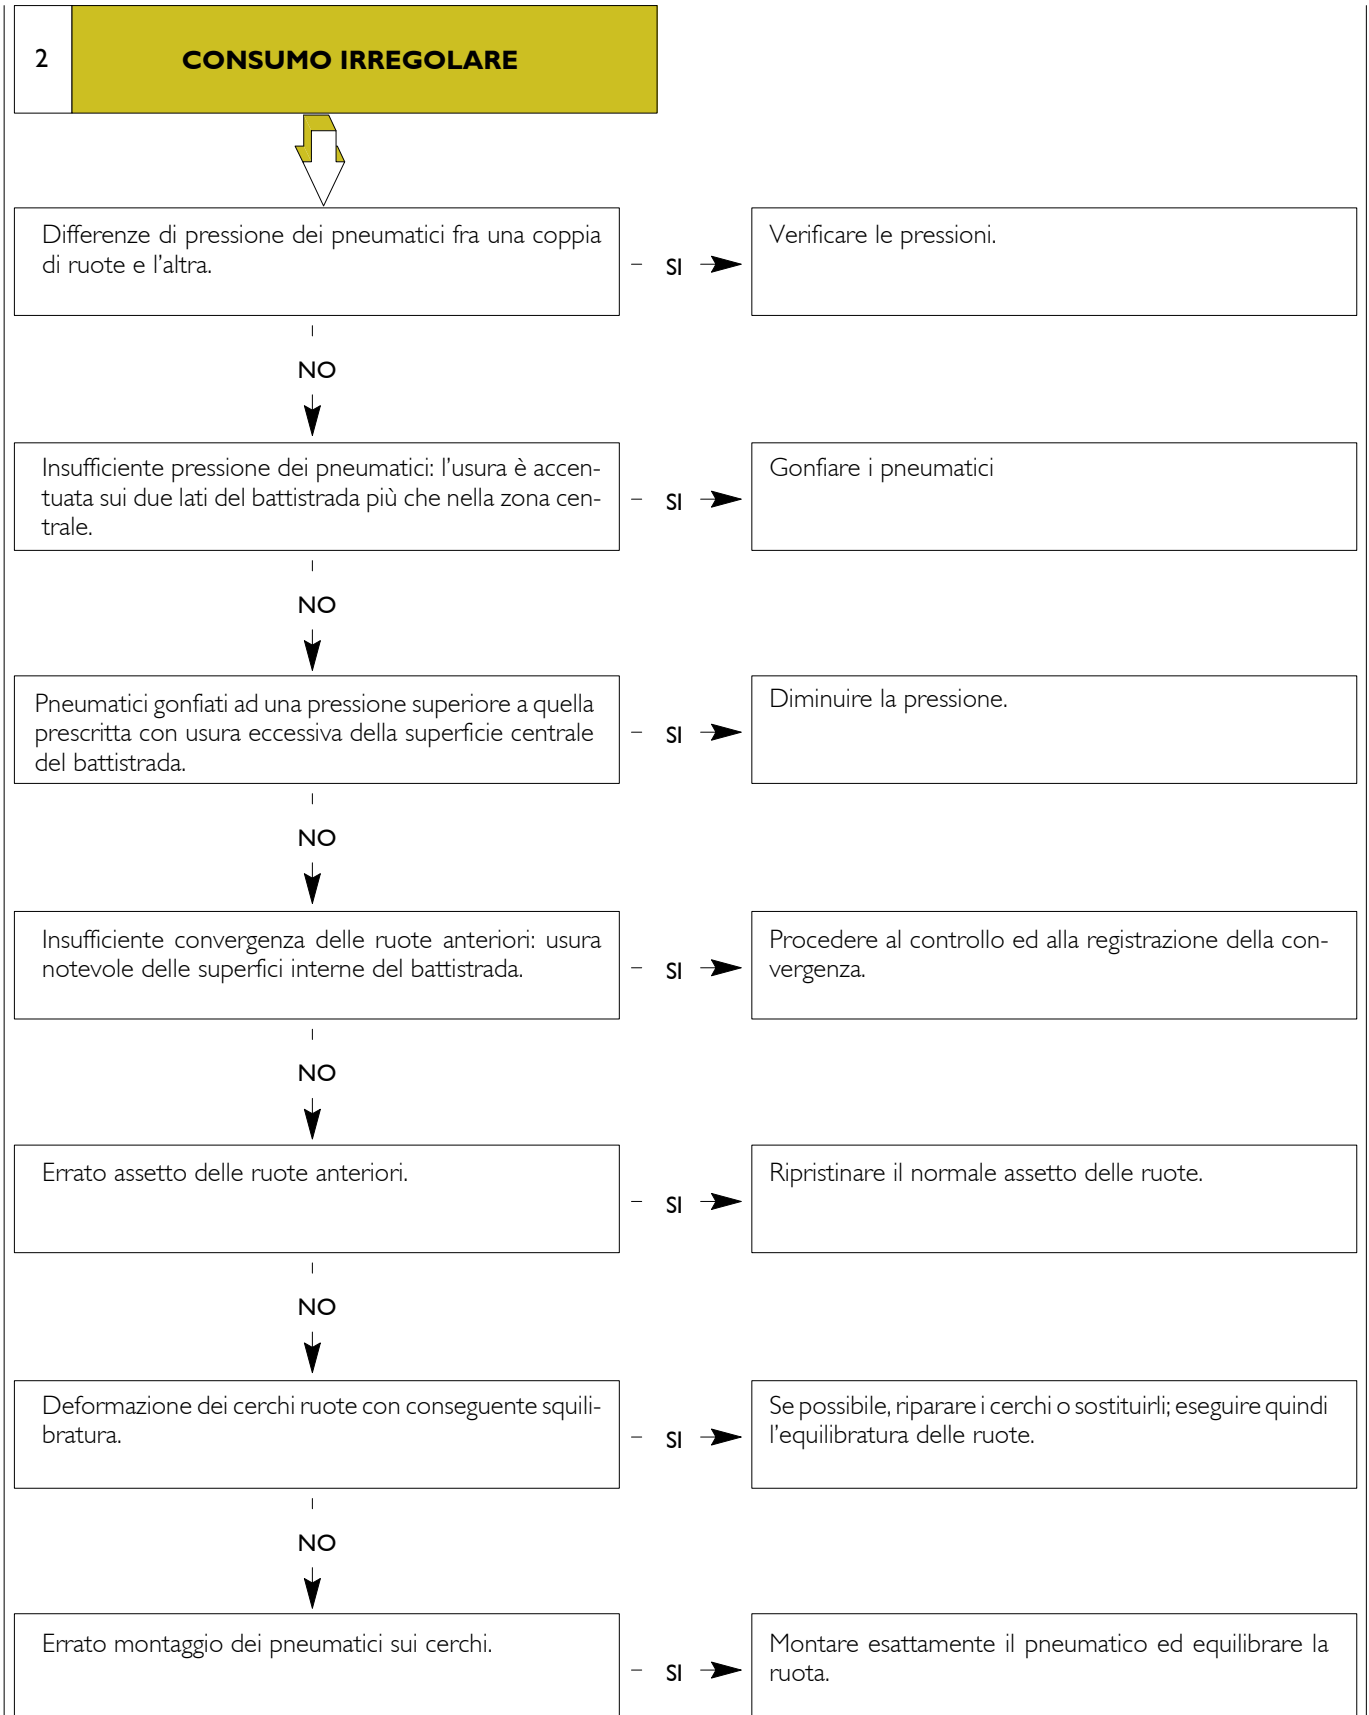 2
CONSUMO IRREGOLARE
Differenze di pressione dei pneumatici fra una coppia
di ruote e l'altra.
SI
Verificare le pressioni.
NO
Insufficiente pressione dei pneumatici: l'usura è accen-
tuata sui due lati del battistrada più che nella zona cen-
trale.
SI
Gonfiare i pneumatici
NO
Pneumatici gonfiati ad una pressione superiore a quella
prescritta con usura eccessiva della superficie centrale
del battistrada.
SI
Diminuire la pressione.
NO
Insufficiente convergenza delle ruote anteriori: usura
notevole delle superfici interne del battistrada.
SI
Procedere al controllo ed alla registrazione della con-
vergenza.
NO
Errato assetto delle ruote anteriori.
SI
Ripristinare il normale assetto delle ruote.
NO
Deformazione dei cerchi ruote con conseguente squili-
bratura.
SI
Se possibile, riparare i cerchi o sostituirli; eseguire quindi
l'equilibratura delle ruote.
NO
Errato montaggio dei pneumatici sui cerchi.
SI
Montare esattamente il pneumatico ed equilibrare la
ruota.